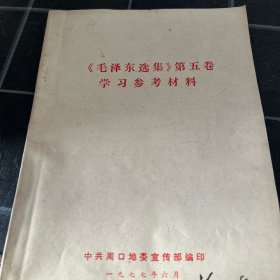 《毛泽东选集》第五卷
学习参考材料
中共周口地委宣传部编印
一九七七年六月